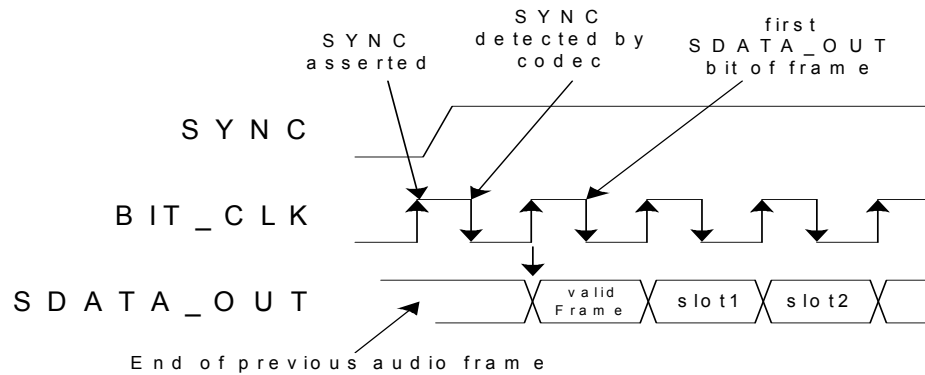 SYNC
asserted
SYNC
detected by
codec
first
SDATA_OUT
bit of frame
SYNC
BIT_CLK
SDATA_OUT
valid
Frame
slot1
slot2
End of previous audio frame